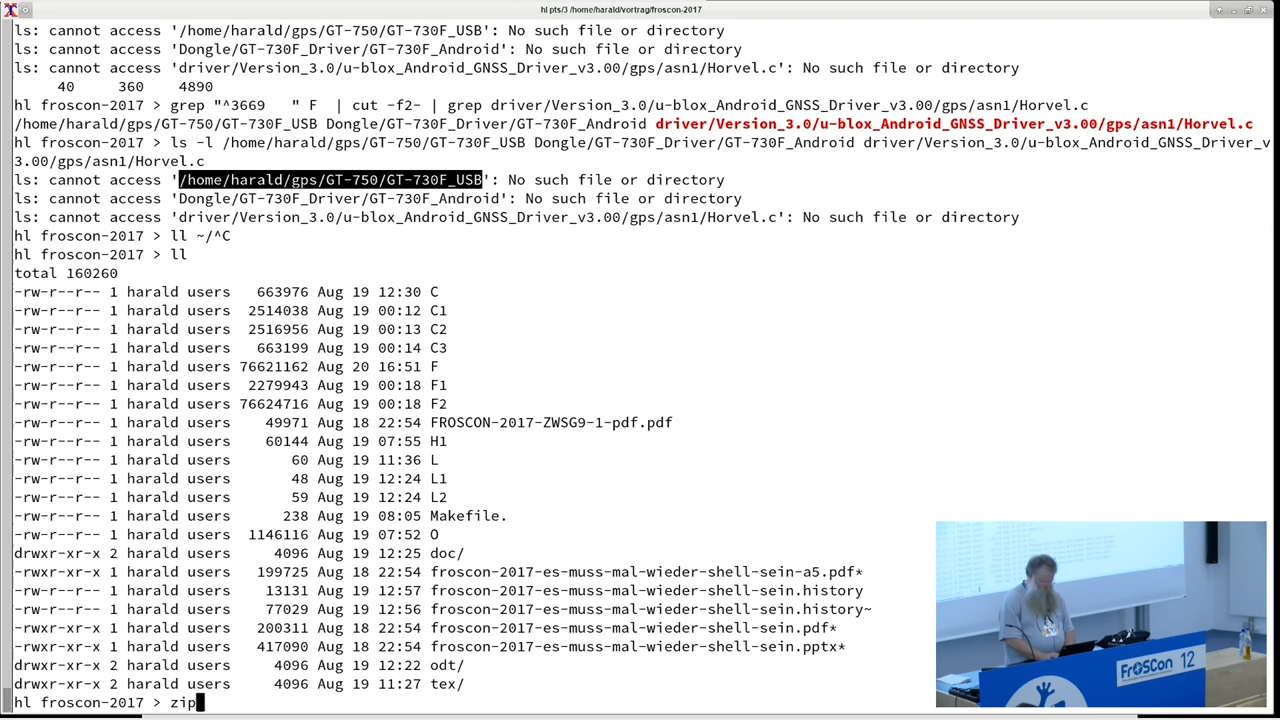 hl pts/3 /home/harald/vortrag/froscon-2017
ls: cannot access '/home/harald/gps/GT-750/GT-730F_USB': No such file or directory
ls: cannot access 'Dongle/GT-730F_Driver/GT-730F_Android': No such file or directory
ls: cannot access 'driver/Version_3.0/u-blox_Android_GNSS_Driver_v3.00/gps/asn1/Horvel.c': No such file or directory
40 360 4890
hl froscon-2017 > grep "^3669 " F | cut -f2- | grep driver/Version_3.0/u-blox_Android_GNSS_Driver_v3.00/gps/asn1/Horvel.c
/home/harald/gps/GT-750/GT-730F_USB Dongle/GT-730F_Driver/GT-730F_Android driver/Version_3.0/u-blox_Android_GNSS_Driver_v3.00/gps/asn1/Horvel.c
hl froscon-2017 > ls -l /home/harald/gps/GT-750/GT-730F_USB Dongle/GT-730F_Driver/GT-730F_Android driver/Version_3.0/u-blox_Android_GNSS_Driver_v
3.00/gps/asn1/Horvel.c
ls: cannot access '/home/harald/gps/GT-750/GT-730F_USB': No such file or directory
ls: cannot access 'Dongle/GT-730F_Driver/GT-730F_Android': No such file or directory
ls: cannot access 'driver/Version_3.0/u-blox_Android_GNSS_Driver_v3.00/gps/asn1/Horvel.c': No such file or directory
hl froscon-2017 > ll ~/^C
hl froscon-2017 > ll
total 160260
-rw-r--r-- 1 harald users 663976 Aug 19 12:30 C
-rw-r--r-- 1 harald users 2514038 Aug 19 00:12 C1
-rw-r--r-- 1 harald users 2516956 Aug 19 00:13 C2
-rw-r--r-- 1 harald users 663199 Aug 19 00:14 C3
-rw-r--r-- 1 harald users 76621162 Aug 20 16:51 F
-rw-r--r-- 1 harald users 2279943 Aug 19 00:18 F1
-rw-r--r-- 1 harald users 76624716 Aug 19 00:18 F2
-rw-r--r-- 1 harald users 49971 Aug 18 22:54 FROSCON-2017-ZWSG9-1-pdf.pdf
-rw-r--r-- 1 harald users 60144 Aug 19 07:55 H1
-rw-r--r-- 1 harald users 60 Aug 19 11:36 L
-rw-r--r-- 1 harald users 48 Aug 19 12:24 L1
-rw-r--r-- 1 harald users 59 Aug 19 12:24 L2
-rw-r--r-- 1 harald users 238 Aug 19 08:05 Makefile.
-rw-r--r-- 1 harald users 1146116 Aug 19 07:52 O
drwxr-xr-x 2 harald users 4096 Aug 19 12:25 doc/
-rwxr-xr-x 1 harald users 199725 Aug 18 22:54 froscon-2017-es-muss-mal-wieder-shell-sein-a5.pdf*
-rw-r--r-- 1 harald users 13131 Aug 19 12:57 froscon-2017-es-muss-mal-wieder-shell-sein.history
-rw-r--r-- 1 harald users 77029 Aug 19 12:56 froscon-2017-es-muss-mal-wieder-shell-sein.history~
-rwxr-xr-x 1 harald users 200311 Aug 18 22:54 froscon-2017-es-muss-mal-wieder-shell-sein.pdf*
-rwxr-xr-x 1 harald users 417090 Aug 18 22:54 froscon-2017-es-muss-mal-wieder-shell-sein.pptx*
drwxr-xr-x 2 harald users 4096 Aug 19 12:22 odt/
drwxr-xr-x 2 harald users 4096 Aug 19 11:27 tex/
hl froscon-2017 > zip
FrOSCon 12